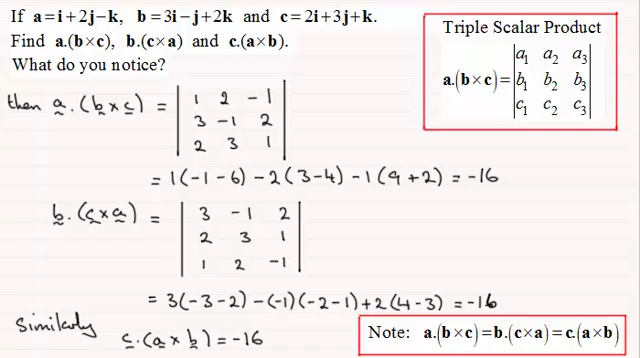 If a=i+2j−k, b=3i−j+2k and c=2i+3j+k.
Find a.(b×c), b.(c×a) and c.(a×b).
What do you notice?
Triple Scalar Product
a.(b×c)=
|a₁ a₂ a₃|
|b₁ b₂ b₃|
|c₁ c₂ c₃|
then a.(b×c) =
| 1 2 −1 |
| 3 −1 2 |
| 2 3 1 |
= 1(−1−6) −2(3−4) −1(9+2) = −16
b.(c×a) =
| 3 −1 2 |
| 2 3 1 |
| 1 2 −1 |
= 3(−3−2) −(−1)(−2−1)+2(4−3) = −16
Similarly c.(a×b) = −16
Note: a.(b×c)=b.(c×a)=c.(a×b)